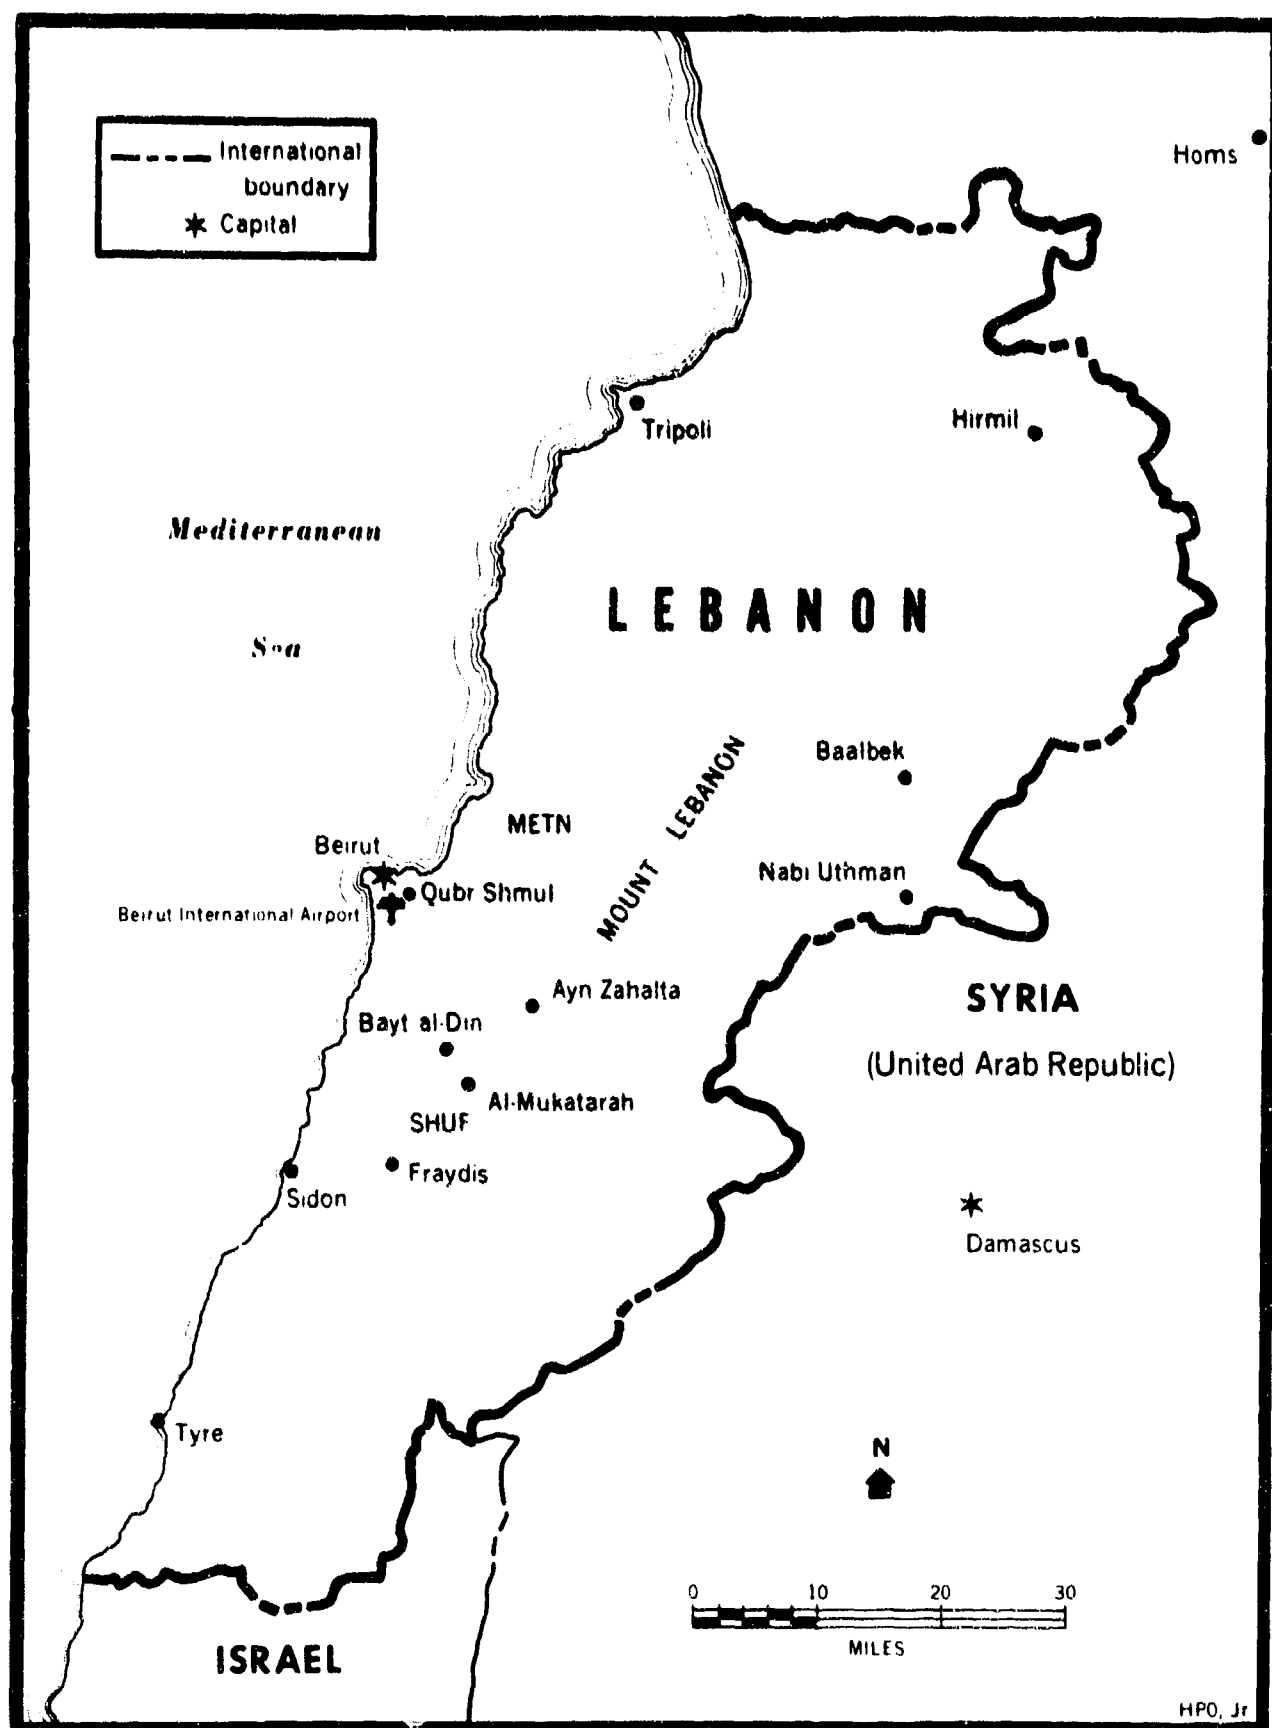 International
boundary
Capital
Homs
Tripoli
Hirmil
Mediterranean
Sea
LEBANON
Baalbek
MOUNT LEBANON
METN
Beirut
Nabi Uthman
Qubr Shmul
Beirut International Airport
Ayn Zahalta
SYRIA
Bayt al-Din
(United Arab Republic)
Al-Mukatarah
SHUF
Fraydis
Sidon
Damascus
Tyre
N
0 10 20 30
MILES
ISRAEL
HPO, Jr